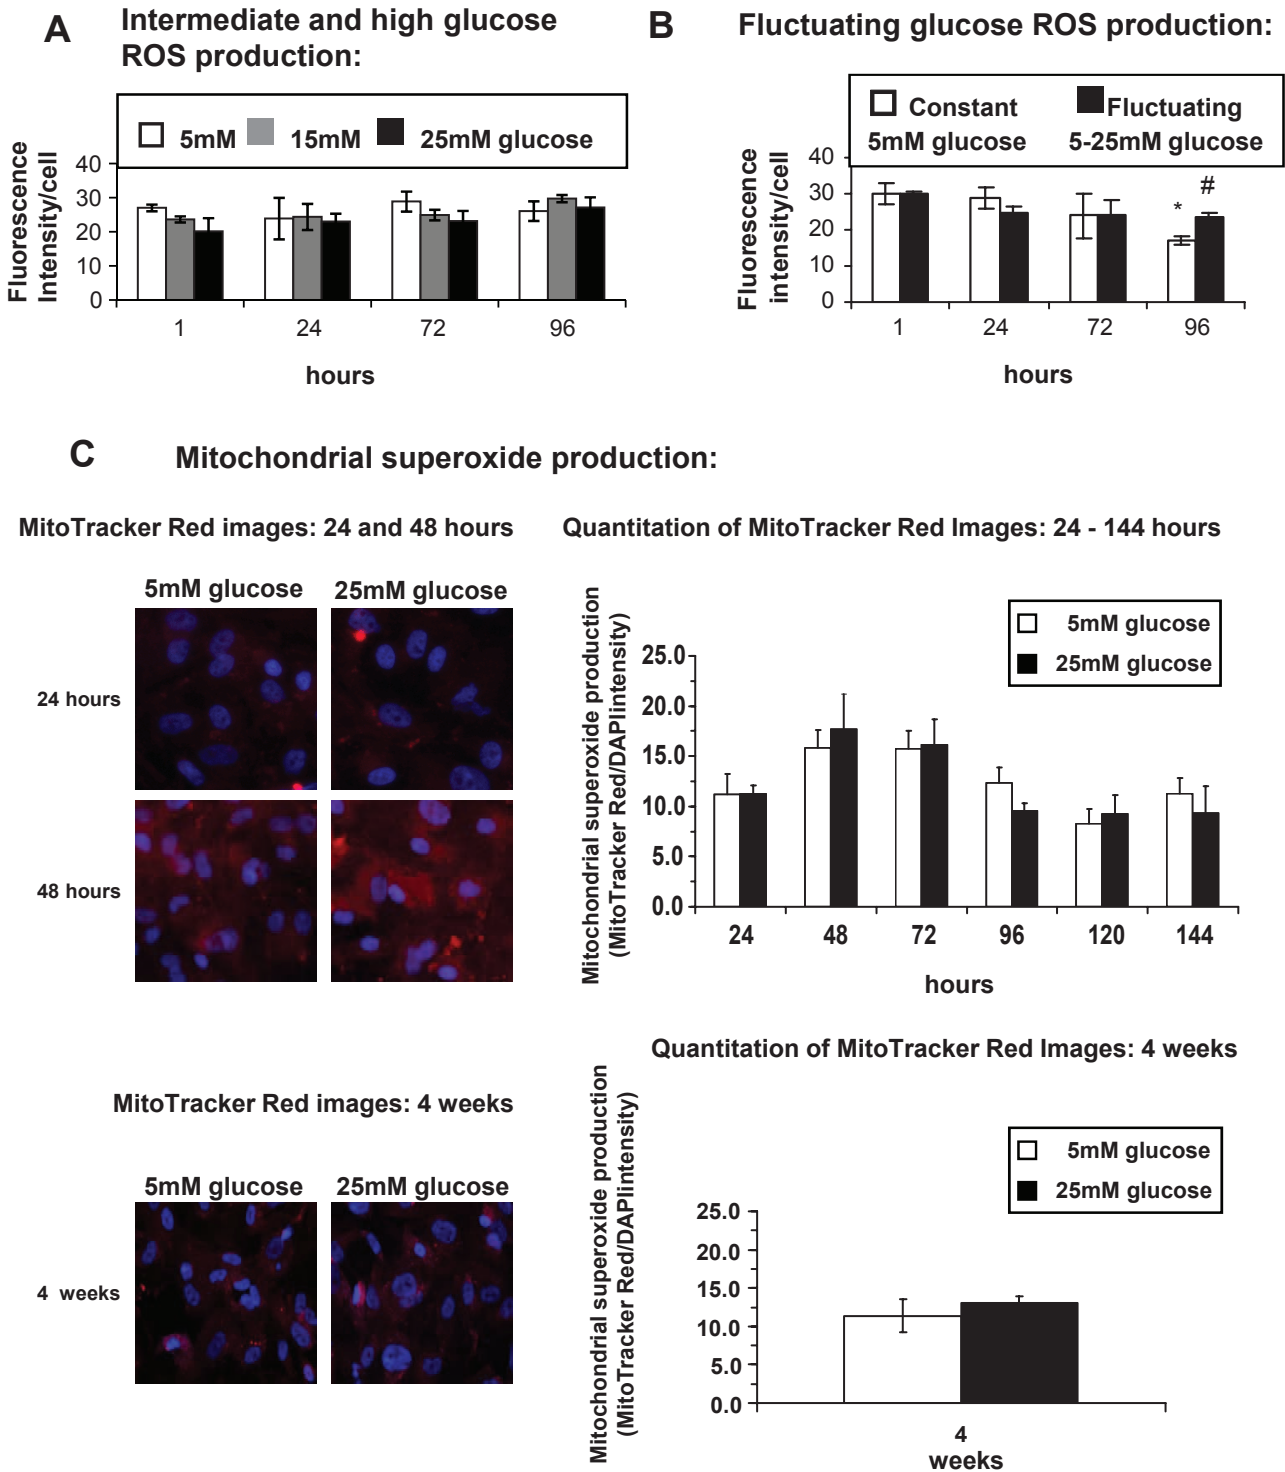 A
Intermediate and high glucose
ROS production:
5mM 15mM 25mM glucose
Fluorescence
Intensity/cell
40
30
20
10
0
1 24 72 96
hours
B
Fluctuating glucose ROS production:
Constant
5mM glucose
Fluctuating
5-25mM glucose
Fluorescence
intensity/cell
40
30
20
10
0
* #
1 24 72 96
hours
C
Mitochondrial superoxide production:
MitoTracker Red images: 24 and 48 hours
5mM glucose 25mM glucose
24 hours
48 hours
Quantitation of MitoTracker Red Images: 24 - 144 hours
Mitochondrial superoxide production
(MitoTracker Red/DAPIintensity)
5mM glucose
25mM glucose
25.0
20.0
15.0
10.0
5.0
0.0
24 48 72 96 120 144
hours
MitoTracker Red images: 4 weeks
5mM glucose 25mM glucose
4 weeks
Quantitation of MitoTracker Red Images: 4 weeks
Mitochondrial superoxide production
(MitoTracker Red/DAPIintensity)
5mM glucose
25mM glucose
25.0
20.0
15.0
10.0
5.0
0.0
4
weeks